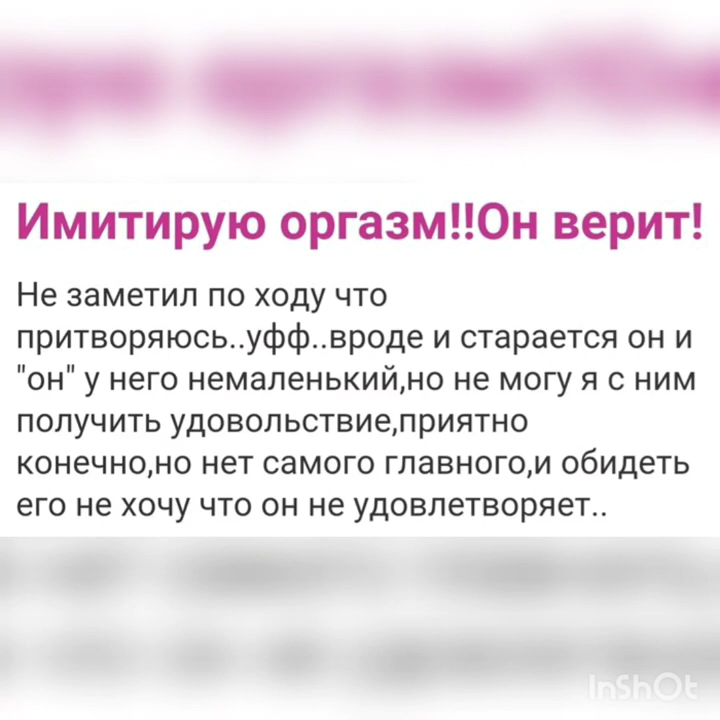 Имитирую оргазм!!Он верит!
Не заметил по ходу что
притворяюсь..уфф..вроде и старается он и
"он" у него немаленький,но не могу я с ним
получить удовольствие,приятно
конечно,но нет самого главного,и обидеть
его не хочу что он не удовлетворяет..
InShOt